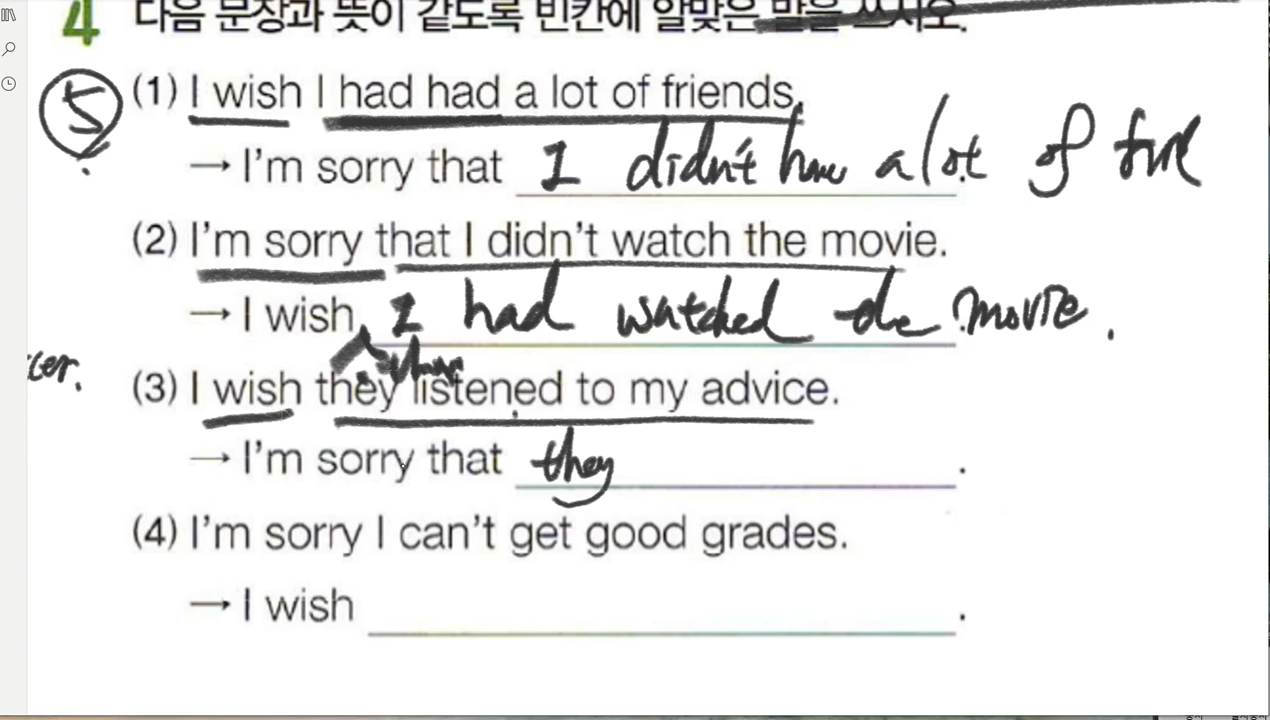 4 다음 문장과 뜻이 같도록 빈칸에 알맞은 말을 쓰시오.
5
(1) I wish I had had a lot of friends.
→ I'm sorry that I didn't have a lot of
(2) I'm sorry that I didn't watch the movie.
→ I wish I had watched the movie.
(3) I wish they listened to my advice.
→ I'm sorry that they .
(4) I'm sorry I can't get good grades.
→ I wish .